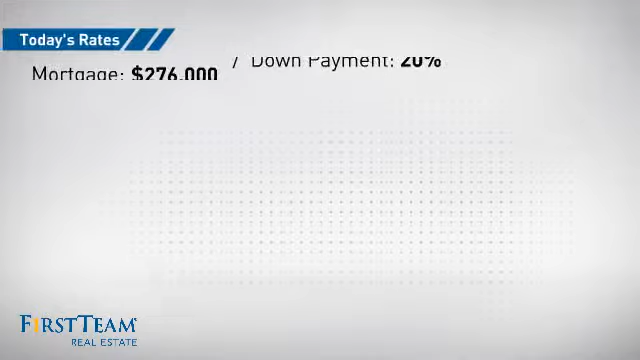 Today's Rates
Mortgage: $276,000 / Down Payment: 20%
FIRSTTEAM®
REAL ESTATE